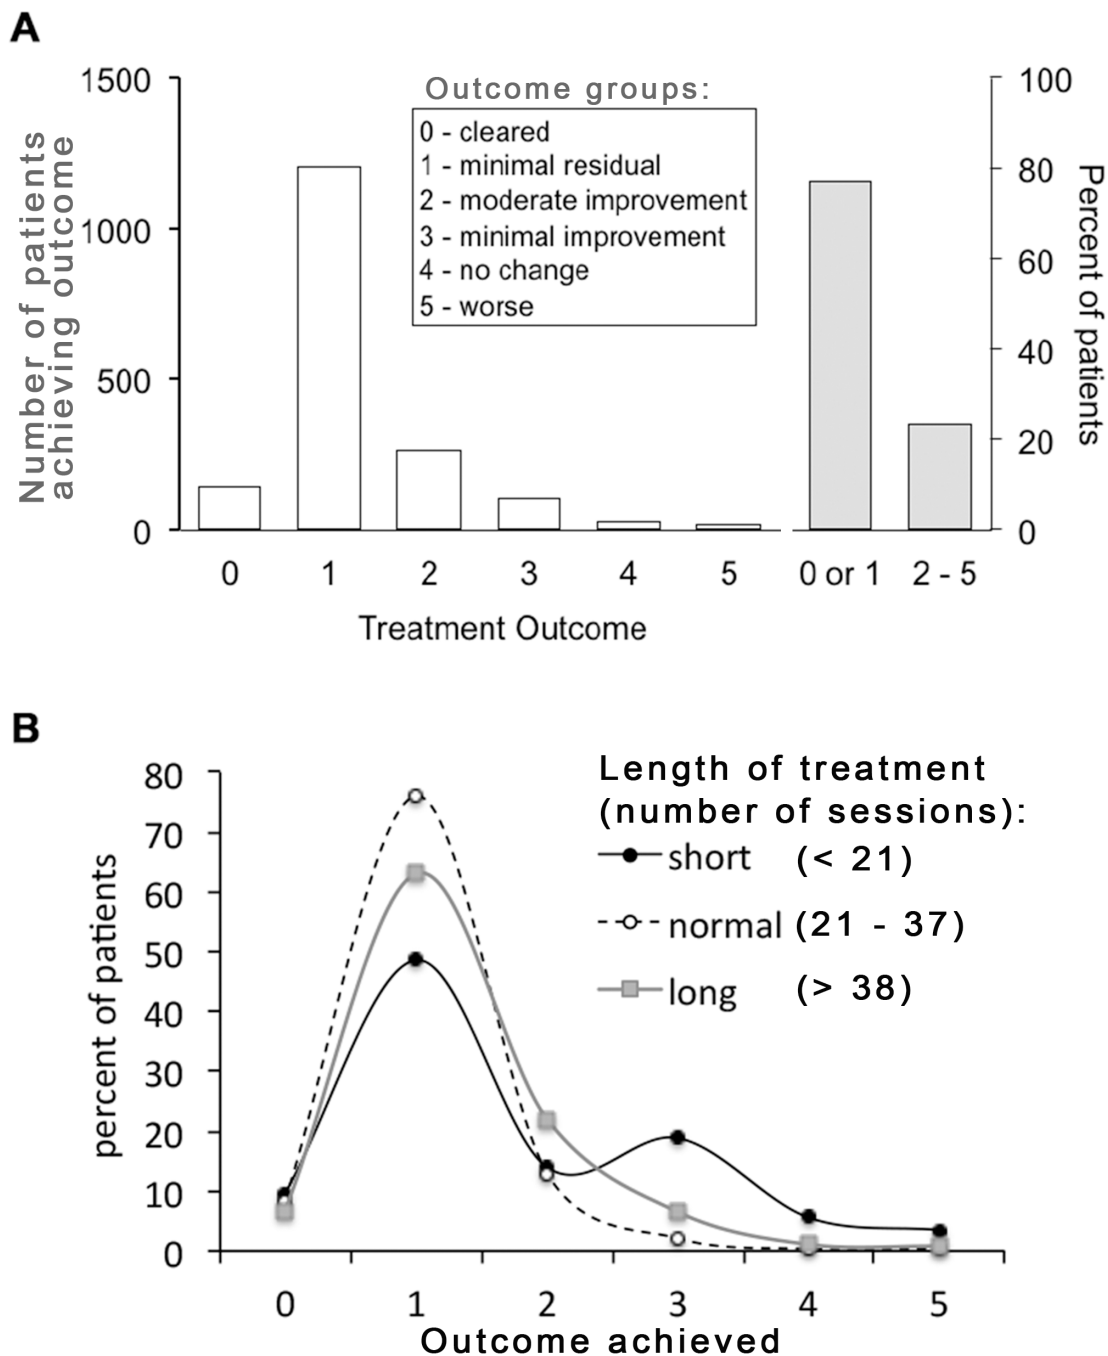 A
Number of patients
achieving outcome
1500
1000
500
0
Outcome groups:
0 - cleared
1 - minimal residual
2 - moderate improvement
3 - minimal improvement
4 - no change
5 - worse
100
80
60
40
20
0
Percent of patients
0 1 2 3 4 5 0 or 1 2 - 5
Treatment Outcome
B
percent of patients
80
70
60
50
40
30
20
10
0
Length of treatment
(number of sessions):
short (< 21)
normal (21 - 37)
long (> 38)
0 1 2 3 4 5
Outcome achieved